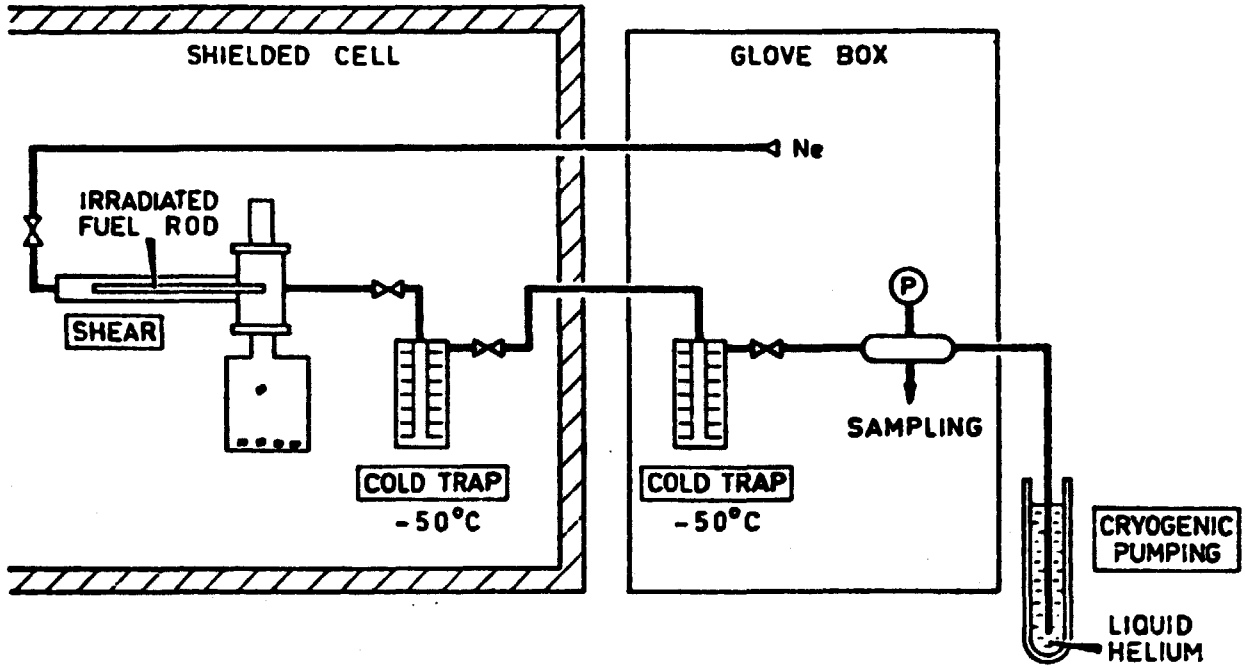 SHIELDED CELL
GLOVE BOX
Ne
IRRADIATED
FUEL ROD
SHEAR
P
SAMPLING
COLD TRAP
-50°C
COLD TRAP
-50°C
CRYOGENIC
PUMPING
LIQUID
HELIUM